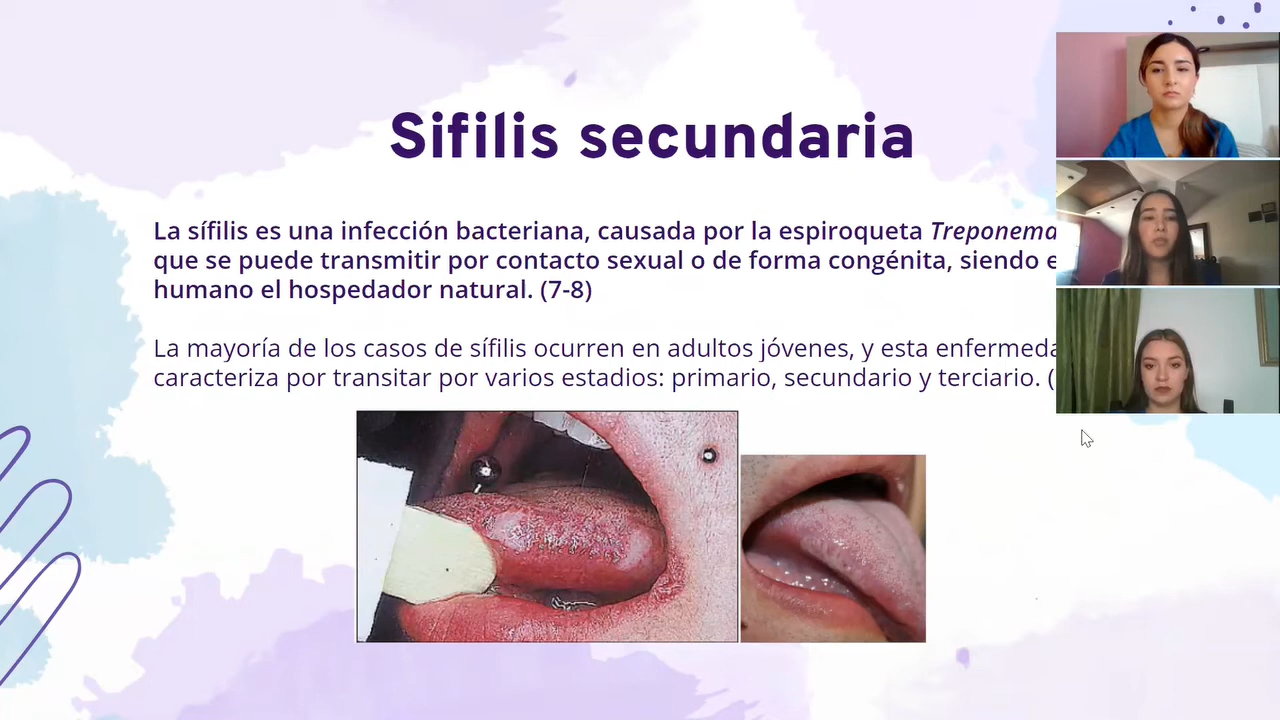 Sifilis secundaria
La sífilis es una infección bacteriana, causada por la espiroqueta Treponema
que se puede transmitir por contacto sexual o de forma congénita, siendo e
humano el hospedador natural. (7-8)
La mayoría de los casos de sífilis ocurren en adultos jóvenes, y esta enfermeda
caracteriza por transitar por varios estadios: primario, secundario y terciario. (